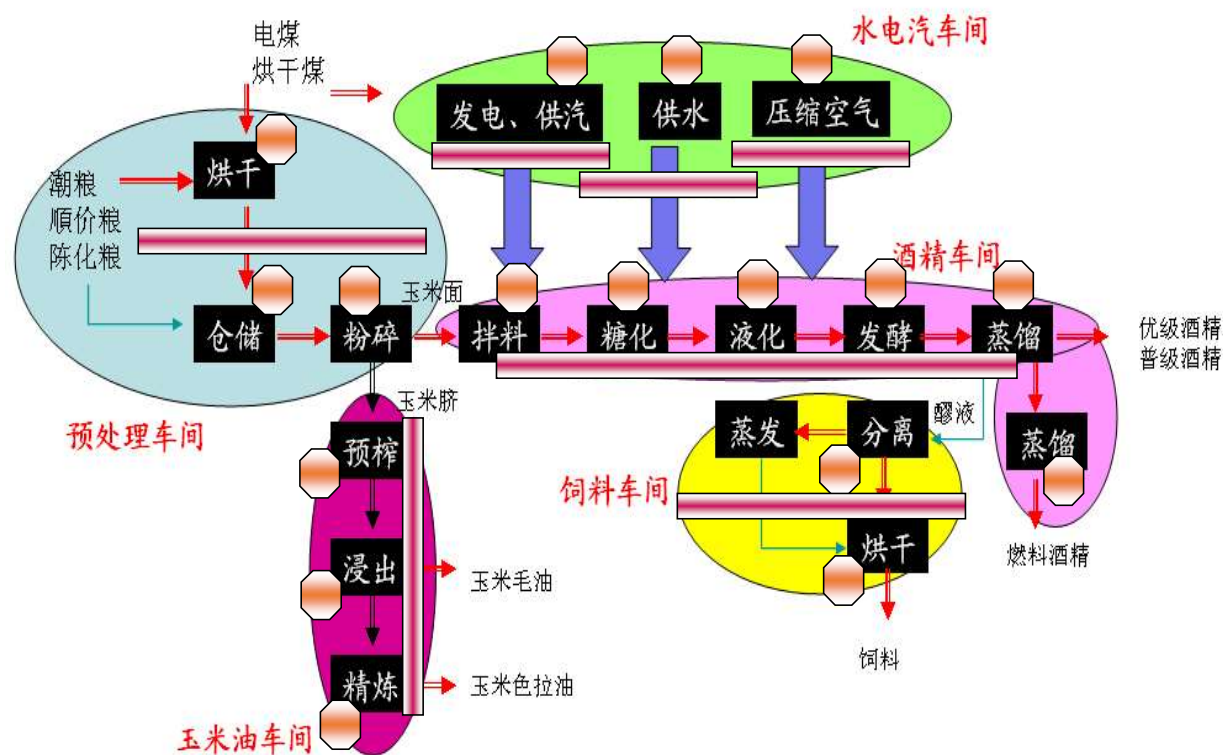 电煤
烘干煤
水电汽车间
发电、供汽
供水
压缩空气
烘干
潮粮
順价粮
陈化粮
酒精车间
仓储
粉碎
玉米面
拌料
糖化
液化
发酵
蒸馏
优级酒精
普级酒精
预处理车间
玉米脐
预榨
蒸发
分离
醪液
蒸馏
饲料车间
浸出
玉米毛油
烘干
燃料酒精
饲料
精炼
玉米色拉油
玉米油车间